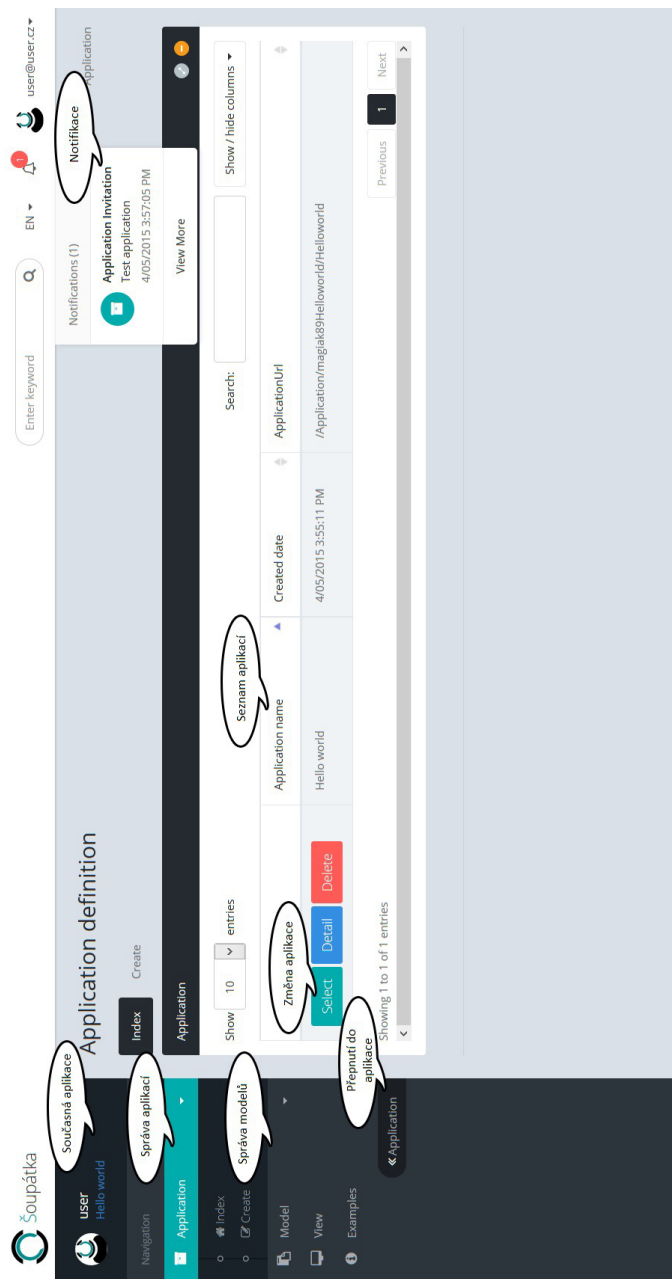 Šoupátka
Enter keyword
EN
1
user@user.cz
Současná aplikace
user
Hello world
Navigation
Správa aplikací
Application
Index
Create
Správa modelů
Model
View
Examples
Přepnutí do
aplikace
« Application
Application definition
Application
Notifikace
Notifications (1)
Application Invitation
Test application
4/05/2015 3:57:05 PM
View More
Index
Create
Application
Show 10 entries
Search:
Show / hide columns
Seznam aplikací
Application name
Created date
ApplicationUrl
Změna aplikace
Select
Detail
Delete
Hello world
4/05/2015 3:55:11 PM
/Application/magiak89Helloworld/Helloworld
Showing 1 to 1 of 1 entries
Previous
1
Next